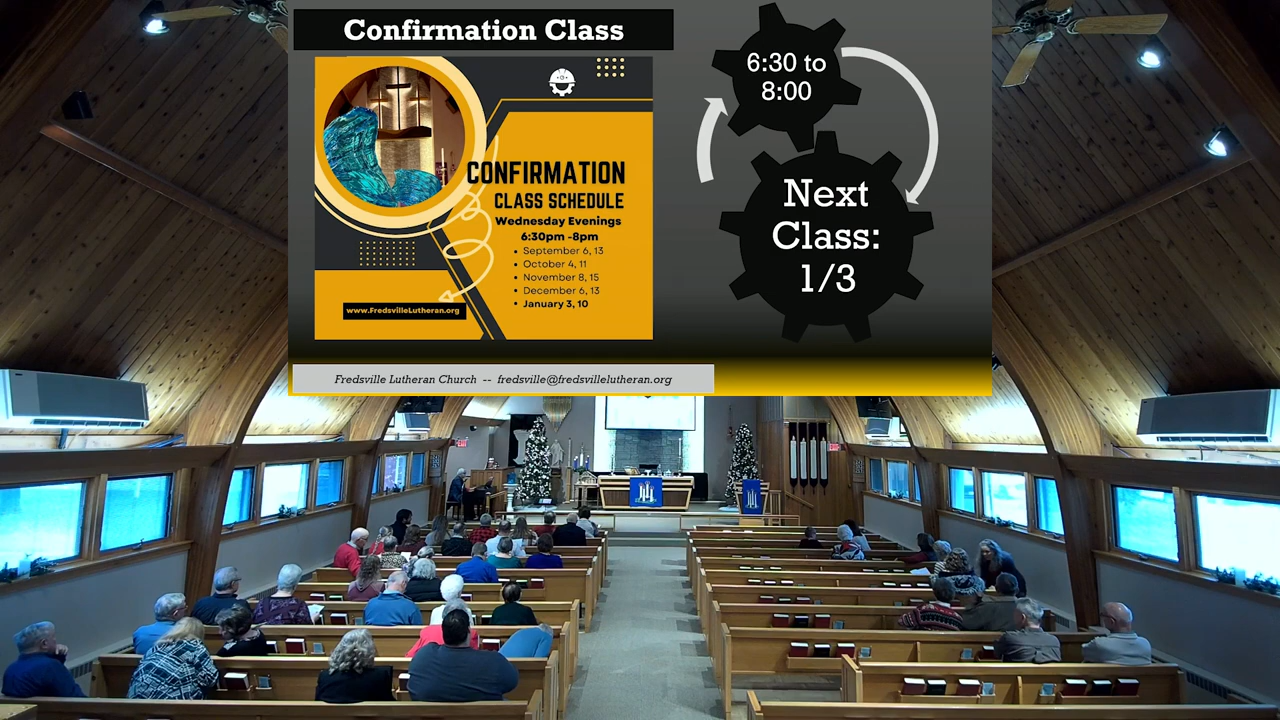 Confirmation Class
CONFIRMATION
CLASS SCHEDULE
Wednesday Evenings
6:30pm -8pm
• September 6, 13
• October 4, 11
• November 8, 15
• December 6, 13
• January 3, 10
www.FredsvilleLutheran.org
6:30 to
8:00
Next
Class:
1/3
Fredsville Lutheran Church -- fredsville@fredsvillelutheran.org